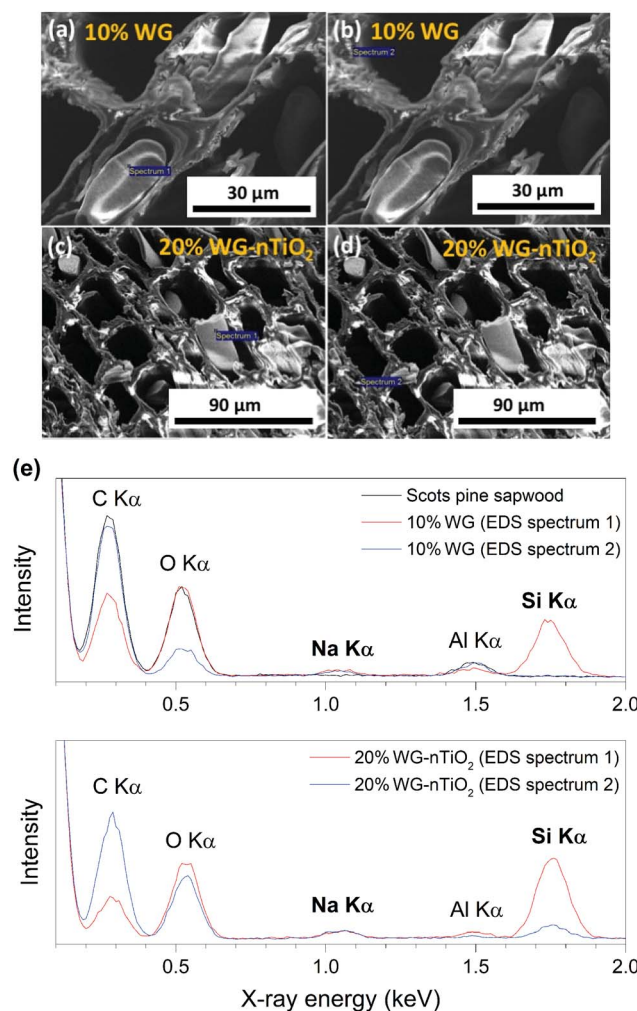 (a) 10% WG
Spectrum 1
30 μm
(b) 10% WG
Spectrum 2
30 μm
(c) 20% WG-nTiO₂
Spectrum 1
90 μm
(d) 20% WG-nTiO₂
Spectrum 2
90 μm
(e)
C Kα
O Kα
Na Kα
Al Kα
Si Kα
Scots pine sapwood
10% WG (EDS spectrum 1)
10% WG (EDS spectrum 2)
Intensity
0.5 1.0 1.5 2.0
20% WG-nTiO₂ (EDS spectrum 1)
20% WG-nTiO₂ (EDS spectrum 2)
C Kα
O Kα
Na Kα
Al Kα
Si Kα
Intensity
0.5 1.0 1.5 2.0
X-ray energy (keV)